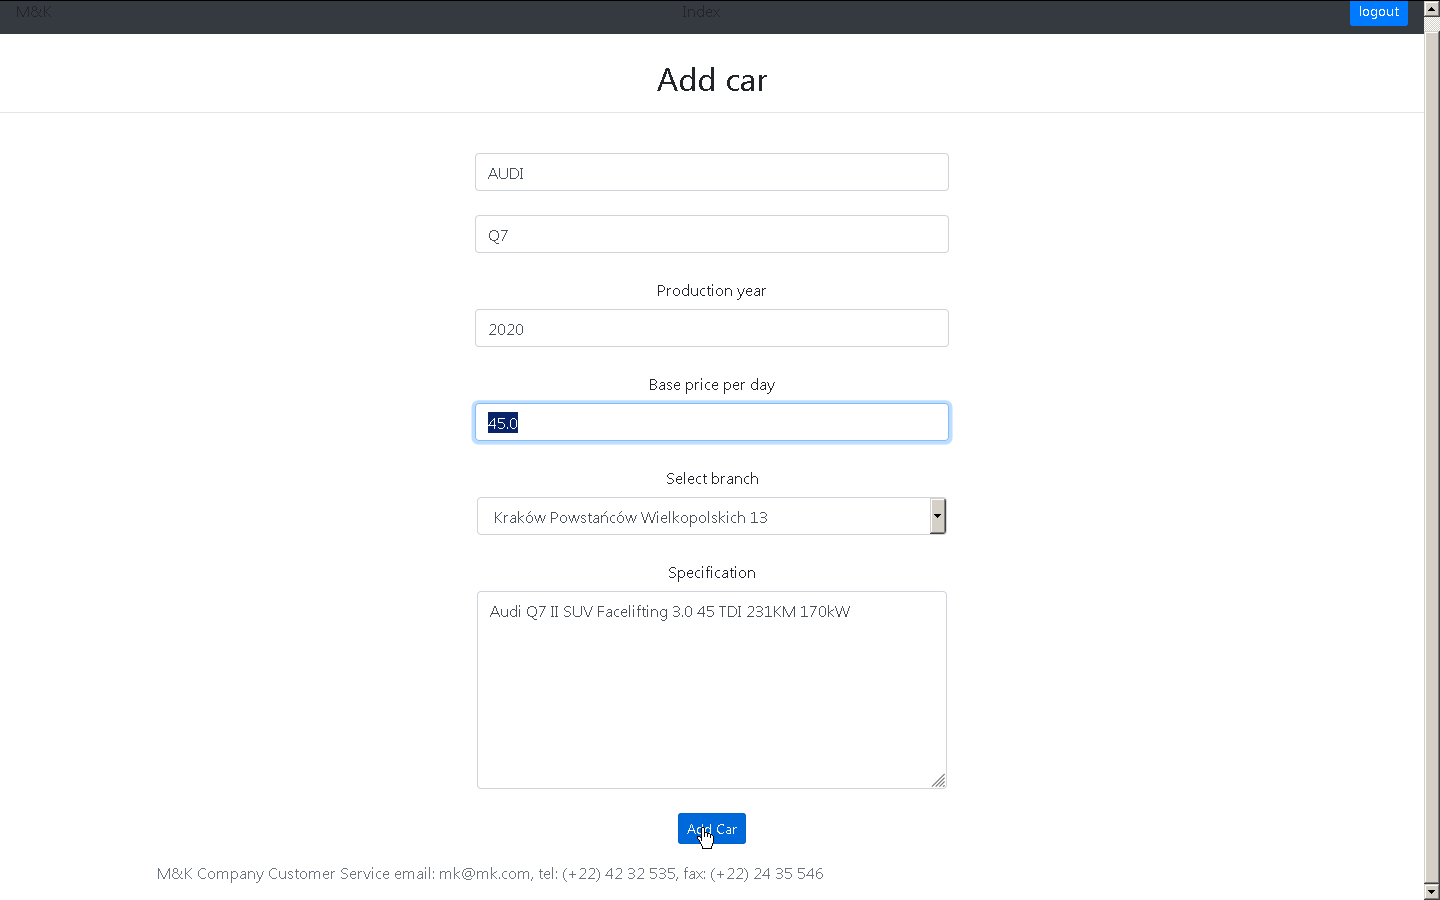 M&K Index logout
Add car
AUDI
Q7
Production year
2020
Base price per day
45.0
Select branch
Kraków Powstańców Wielkopolskich 13
Specification
Audi Q7 II SUV Facelifting 3.0 45 TDI 231KM 170kW
Add Car
M&K Company Customer Service email: mk@mk.com, tel: (+22) 42 32 535, fax: (+22) 24 35 546